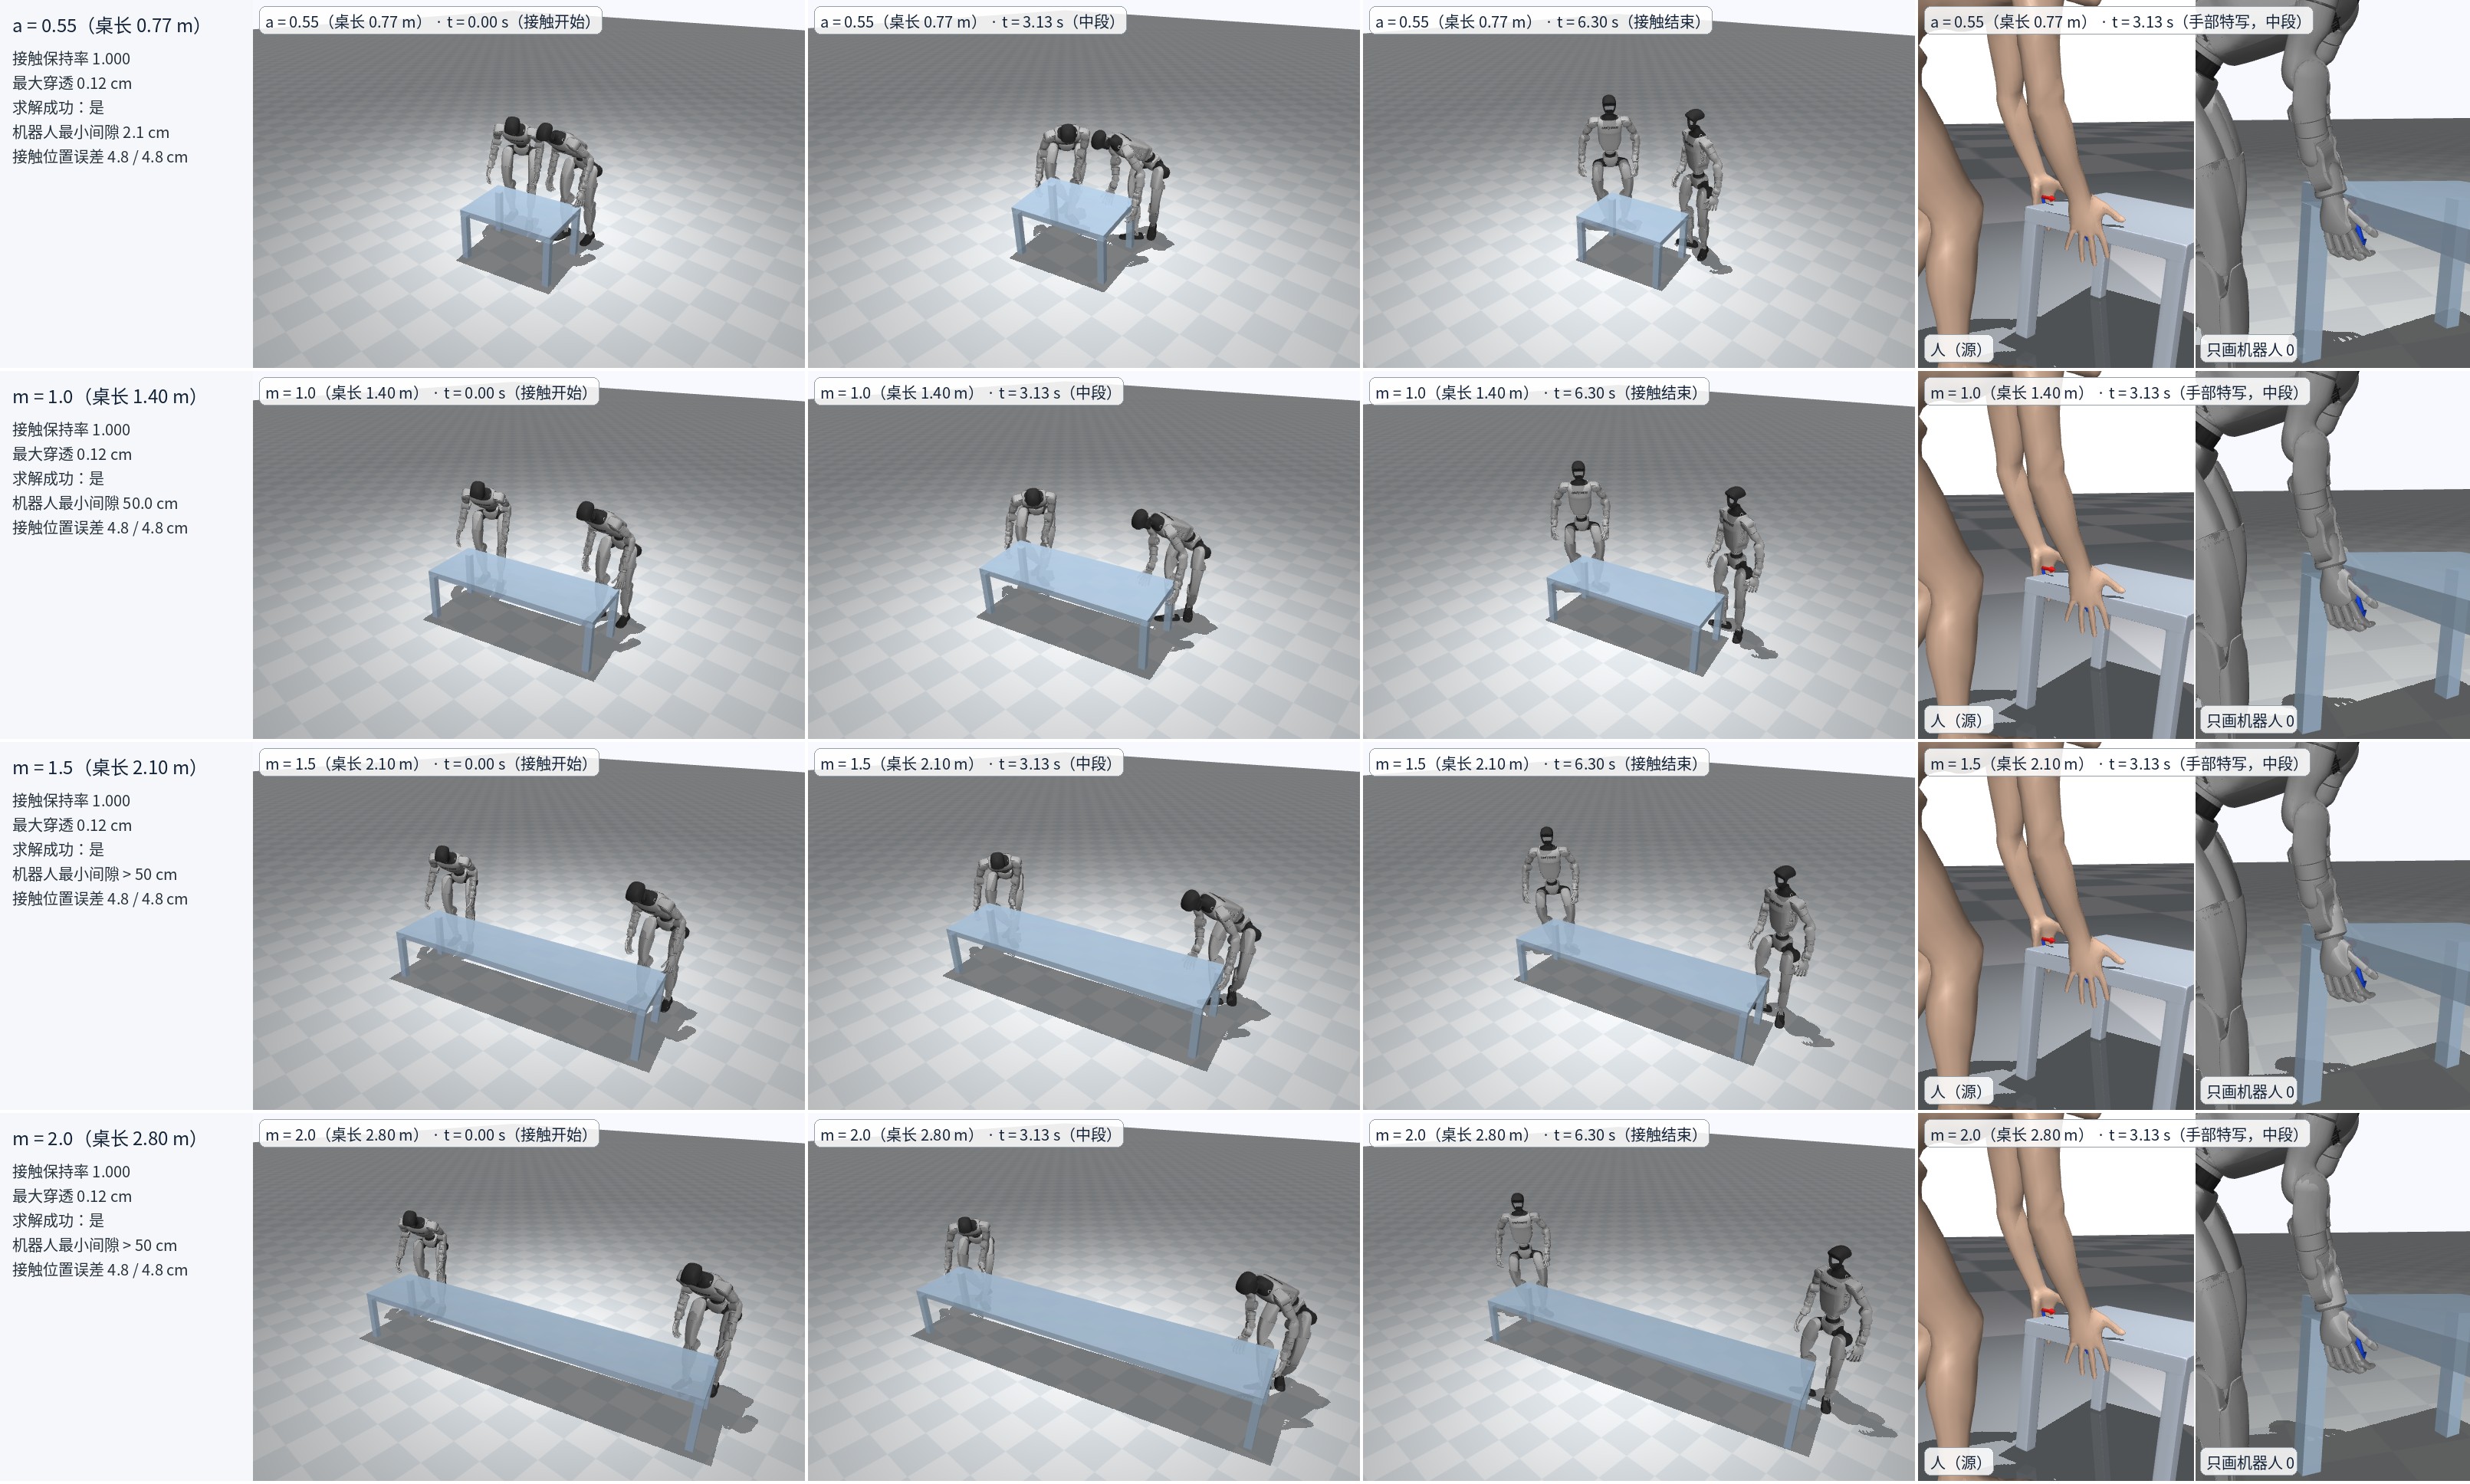 a = 0.55（桌长 0.77 m）
接触保持率 1.000
最大穿透 0.12 cm
求解成功：是
机器人最小间隙 2.1 cm
接触位置误差 4.8 / 4.8 cm
a = 0.55（桌长 0.77 m） · t = 0.00 s（接触开始）
a = 0.55（桌长 0.77 m） · t = 3.13 s（中段）
a = 0.55（桌长 0.77 m） · t = 6.30 s（接触结束）
a = 0.55（桌长 0.77 m） · t = 3.13 s（手部特写，中段）
人（源）
只画机器人 0
m = 1.0（桌长 1.40 m）
接触保持率 1.000
最大穿透 0.12 cm
求解成功：是
机器人最小间隙 50.0 cm
接触位置误差 4.8 / 4.8 cm
m = 1.0（桌长 1.40 m） · t = 0.00 s（接触开始）
m = 1.0（桌长 1.40 m） · t = 3.13 s（中段）
m = 1.0（桌长 1.40 m） · t = 6.30 s（接触结束）
m = 1.0（桌长 1.40 m） · t = 3.13 s（手部特写，中段）
人（源）
只画机器人 0
m = 1.5（桌长 2.10 m）
接触保持率 1.000
最大穿透 0.12 cm
求解成功：是
机器人最小间隙 > 50 cm
接触位置误差 4.8 / 4.8 cm
m = 1.5（桌长 2.10 m） · t = 0.00 s（接触开始）
m = 1.5（桌长 2.10 m） · t = 3.13 s（中段）
m = 1.5（桌长 2.10 m） · t = 6.30 s（接触结束）
m = 1.5（桌长 2.10 m） · t = 3.13 s（手部特写，中段）
人（源）
只画机器人 0
m = 2.0（桌长 2.80 m）
接触保持率 1.000
最大穿透 0.12 cm
求解成功：是
机器人最小间隙 > 50 cm
接触位置误差 4.8 / 4.8 cm
m = 2.0（桌长 2.80 m） · t = 0.00 s（接触开始）
m = 2.0（桌长 2.80 m） · t = 3.13 s（中段）
m = 2.0（桌长 2.80 m） · t = 6.30 s（接触结束）
m = 2.0（桌长 2.80 m） · t = 3.13 s（手部特写，中段）
人（源）
只画机器人 0